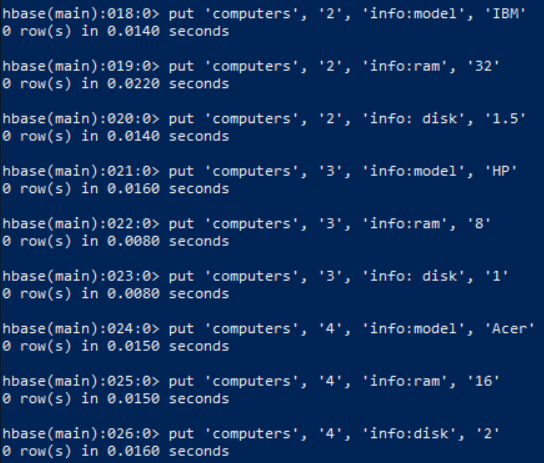 hbase(main):018:0> put 'computers', '2', 'info:model', 'IBM'
0 row(s) in 0.0140 seconds
hbase(main):019:0> put 'computers', '2', 'info:ram', '32'
0 row(s) in 0.0220 seconds
hbase(main):020:0> put 'computers', '2', 'info: disk', '1.5'
0 row(s) in 0.0140 seconds
hbase(main):021:0> put 'computers', '3', 'info:model', 'HP'
0 row(s) in 0.0160 seconds
hbase(main):022:0> put 'computers', '3', 'info:ram', '8'
0 row(s) in 0.0080 seconds
hbase(main):023:0> put 'computers', '3', 'info: disk', '1'
0 row(s) in 0.0080 seconds
hbase(main):024:0> put 'computers', '4', 'info:model', 'Acer'
0 row(s) in 0.0150 seconds
hbase(main):025:0> put 'computers', '4', 'info:ram', '16'
0 row(s) in 0.0150 seconds
hbase(main):026:0> put 'computers', '4', 'info:disk', '2'
0 row(s) in 0.0160 seconds